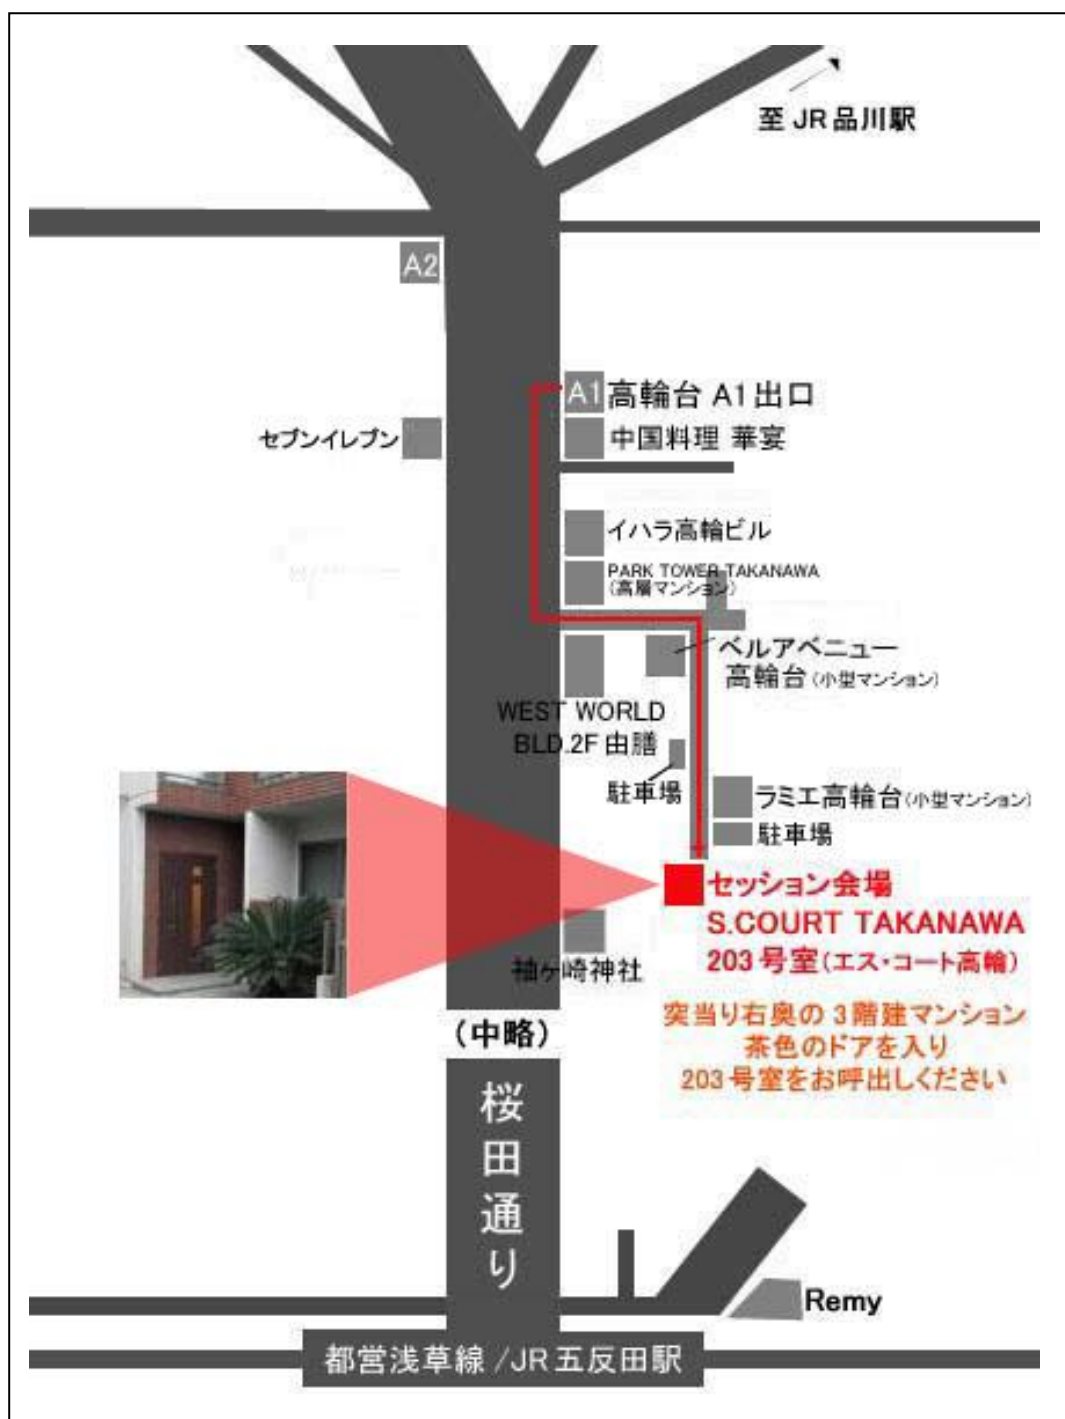 至 JR 品川駅
A2
A1 高輪台 A1 出口
セブンイレブン
中国料理 華宴
イハラ高輪ビル
PARK TOWER TAKANAWA
(高層マンション)
ベルアベニュー
高輪台 (小型マンション)
WEST WORLD
BLD.2F 由膳
駐車場
ラミエ高輪台 (小型マンション)
駐車場
セッション会場
S.COURT TAKANAWA
203 号室 (エス・コート高輪)
袖ヶ崎神社
突当り右奥の 3 階建マンション
茶色のドアを入り
203 号室をお呼出しください
(中略)
桜田通り
Remy
都営浅草線 /JR 五反田駅